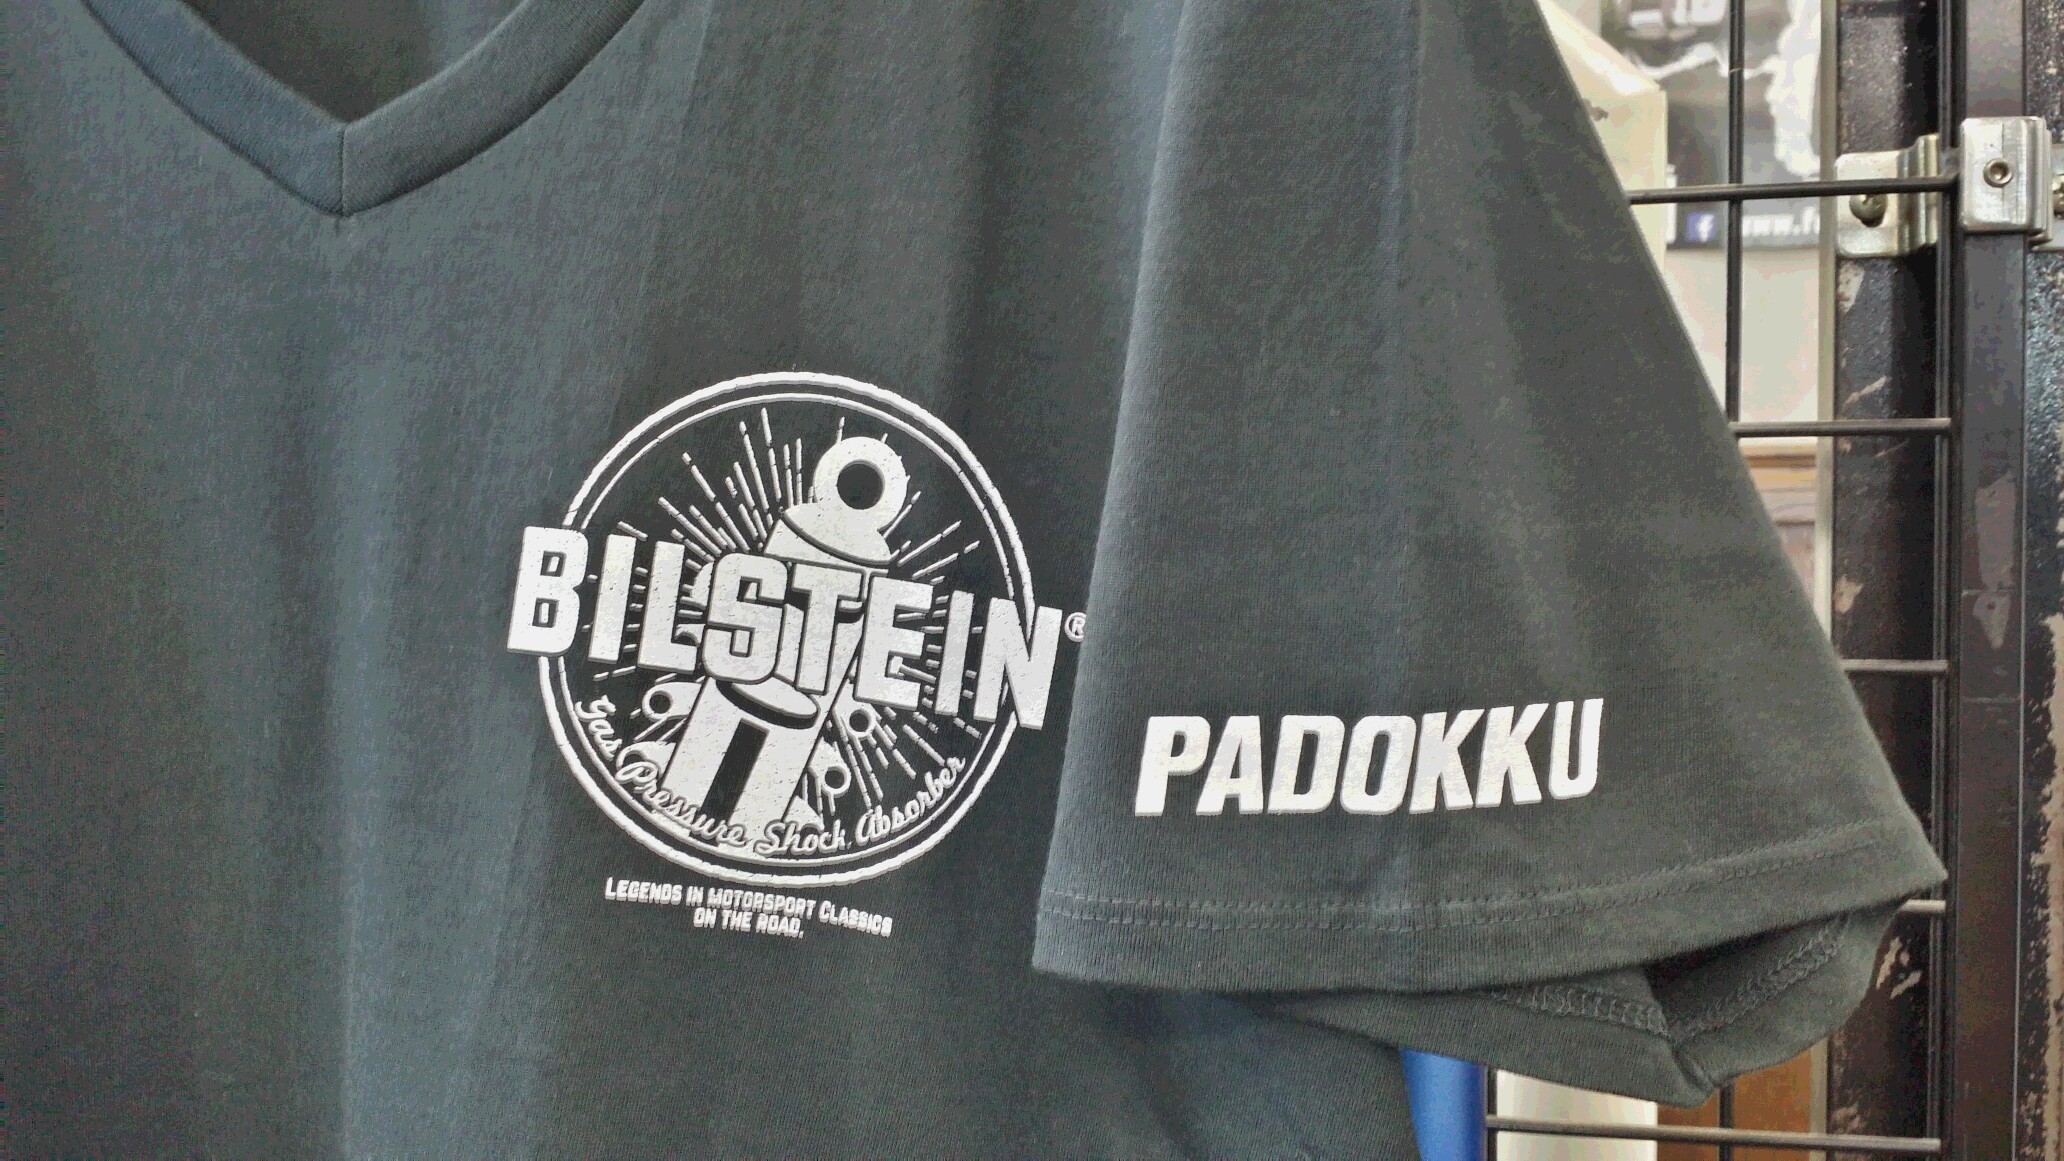 BILSTEIN®
Gas Pressure Shock Absorber
LEGENDS IN MOTORSPORT CLASSICS
ON THE ROAD.
PADOKKU